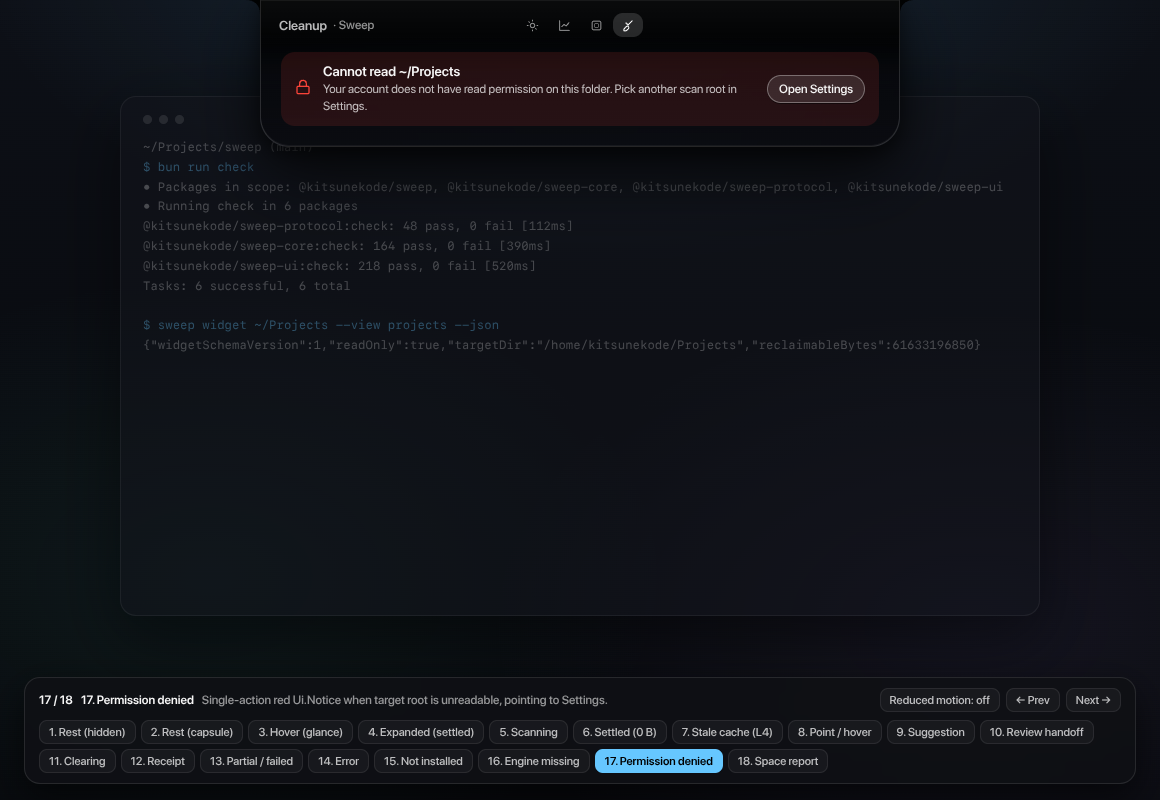 Cleanup · Sweep
Cannot read ~/Projects
Your account does not have read permission on this folder. Pick another scan root in
Settings.
Open Settings
~/Projects/sweep (main)
$ bun run check
• Packages in scope: @kitsunekode/sweep, @kitsunekode/sweep-core, @kitsunekode/sweep-protocol, @kitsunekode/sweep-ui
• Running check in 6 packages
@kitsunekode/sweep-protocol:check: 48 pass, 0 fail [112ms]
@kitsunekode/sweep-core:check: 164 pass, 0 fail [390ms]
@kitsunekode/sweep-ui:check: 218 pass, 0 fail [520ms]
Tasks: 6 successful, 6 total
$ sweep widget ~/Projects --view projects --json
{"widgetSchemaVersion":1,"readOnly":true,"targetDir":"/home/kitsunekode/Projects","reclaimableBytes":61633196850}
17 / 18 17. Permission denied Single-action red Ui.Notice when target root is unreadable, pointing to Settings. Reduced motion: off ← Prev Next →
1. Rest (hidden) 2. Rest (capsule) 3. Hover (glance) 4. Expanded (settled) 5. Scanning 6. Settled (0 B) 7. Stale cache (L4) 8. Point / hover 9. Suggestion 10. Review handoff
11. Clearing 12. Receipt 13. Partial / failed 14. Error 15. Not installed 16. Engine missing 17. Permission denied 18. Space report